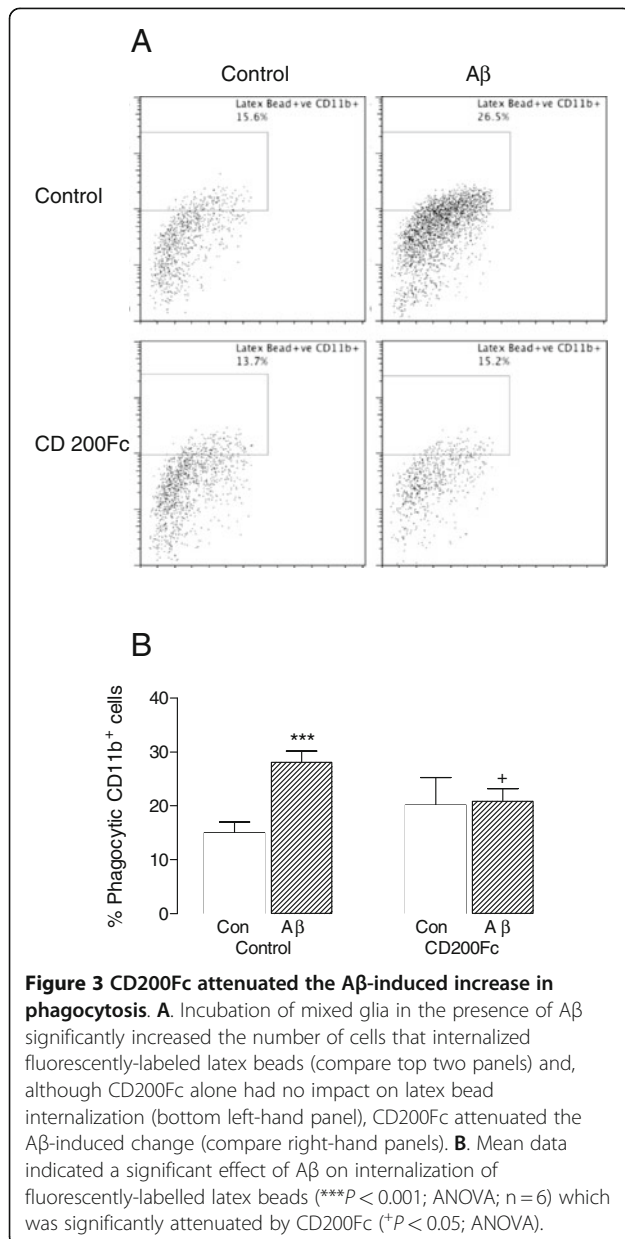 A
Control Aβ
Latex Bead+ve CD11b+
15.6%
Latex Bead+ve CD11b+
26.5%
Control
Latex Bead+ve CD11b+
13.7%
Latex Bead+ve CD11b+
15.2%
CD 200Fc
B
% Phagocytic CD11b⁺ cells
40
30
20
10
0
***
+
Con Aβ Con Aβ
Control CD200Fc
Figure 3 CD200Fc attenuated the Aβ-induced increase in
phagocytosis. A. Incubation of mixed glia in the presence of Aβ
significantly increased the number of cells that internalized
fluorescently-labeled latex beads (compare top two panels) and,
although CD200Fc alone had no impact on latex bead
internalization (bottom left-hand panel), CD200Fc attenuated the
Aβ-induced change (compare right-hand panels). B. Mean data
indicated a significant effect of Aβ on internalization of
fluorescently-labelled latex beads (***P < 0.001; ANOVA; n = 6) which
was significantly attenuated by CD200Fc (⁺P < 0.05; ANOVA).